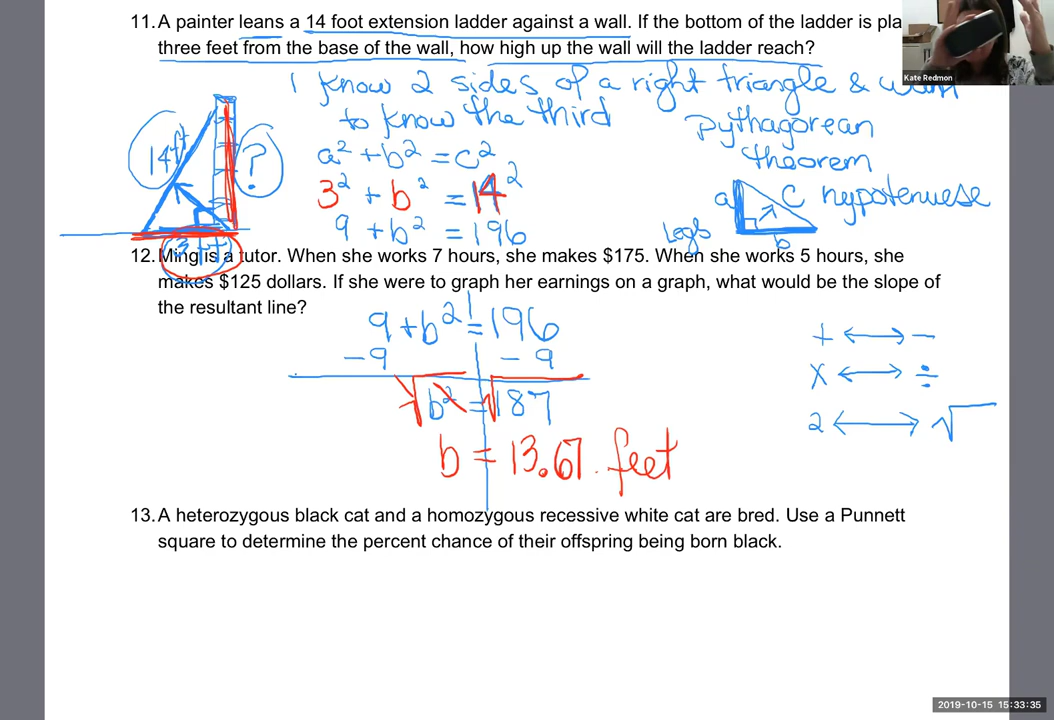 11. A painter leans a 14 foot extension ladder against a wall. If the bottom of the ladder is pla
three feet from the base of the wall, how high up the wall will the ladder reach?
Kate Redmon
I know 2 sides of a right triangle &
to know the third
Pythagorean
theorem
14 ft
?
3 ft
a² + b² = c²
3² + b² = 14²
9 + b² = 196
a
c hypotenuese
Legs
b
12. Ming is a tutor. When she works 7 hours, she makes $175. When she works 5 hours, she
makes $125 dollars. If she were to graph her earnings on a graph, what would be the slope of
the resultant line?
9 + b² = 196
-9 -9
√b² = √187
b = 13.67 feet
+ ↔ -
x ↔ ÷
2 ↔ √
13. A heterozygous black cat and a homozygous recessive white cat are bred. Use a Punnett
square to determine the percent chance of their offspring being born black.
2019-10-15 15:33:35